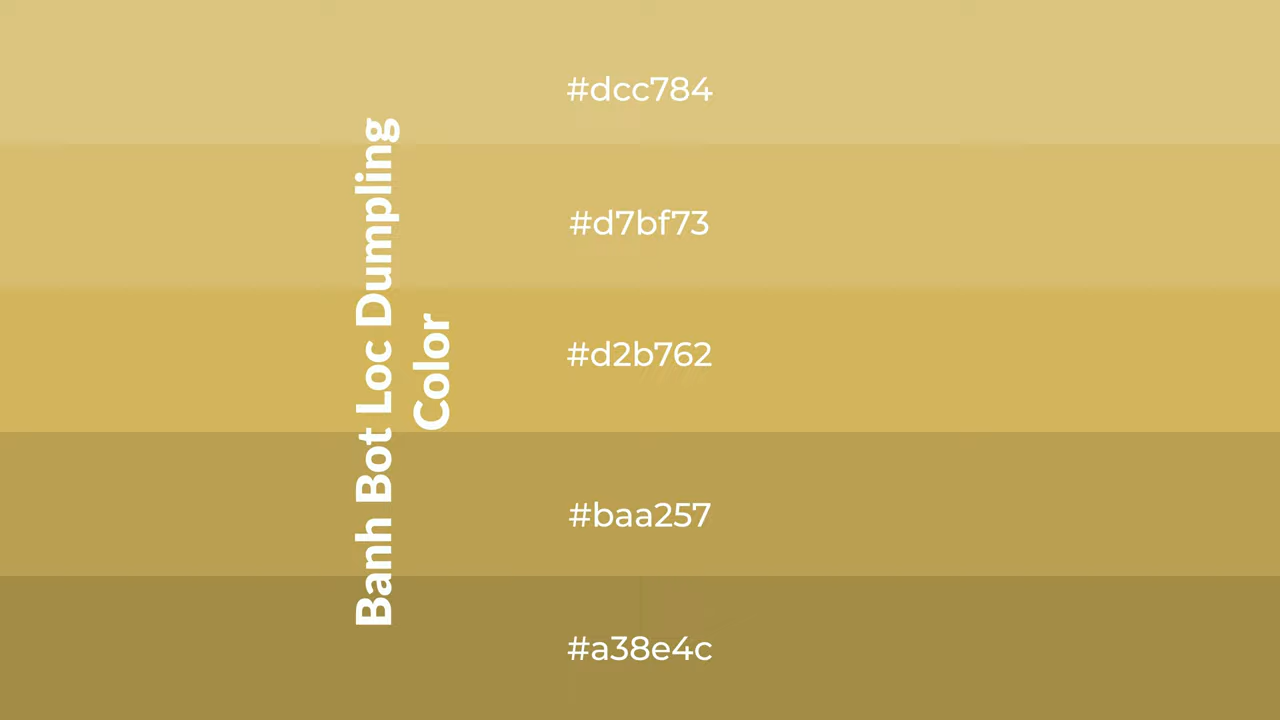 Banh Bot Loc Dumpling
Color
#dcc784
#d7bf73
#d2b762
#baa257
#a38e4c